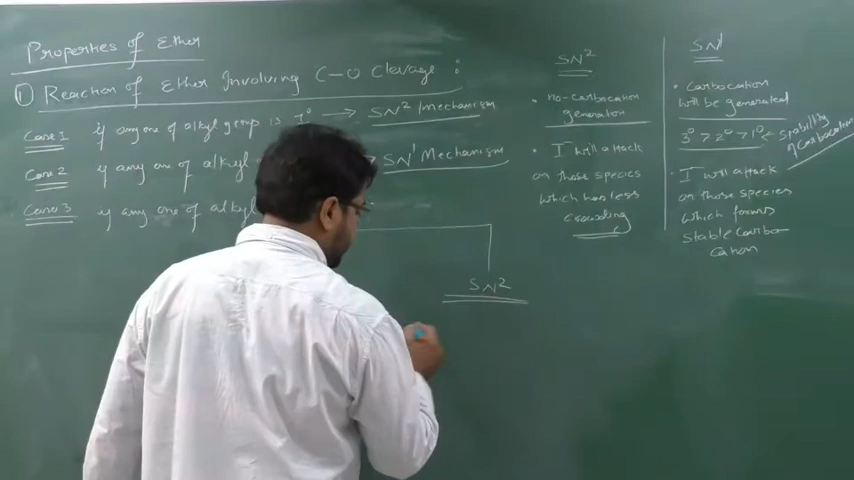 Properties of Ether
① Reaction of Ether Involving C-O Cleavage :
Case 1 if any one of alkyl group is 1° → SN² Mechanism
Case 2 if any one of alkyl SN¹ Mechanism
Case 3 if any one of alkyl
SN²
SN²
• no-carbocation
generation
• I will attack
on those species
which has less
crowding
SN¹
• Carbocation
will be generated
3° > 2° > 1° ← Stability
of Carbocation
• I will attack
on those species
which forms
Stable Carbo-
cation